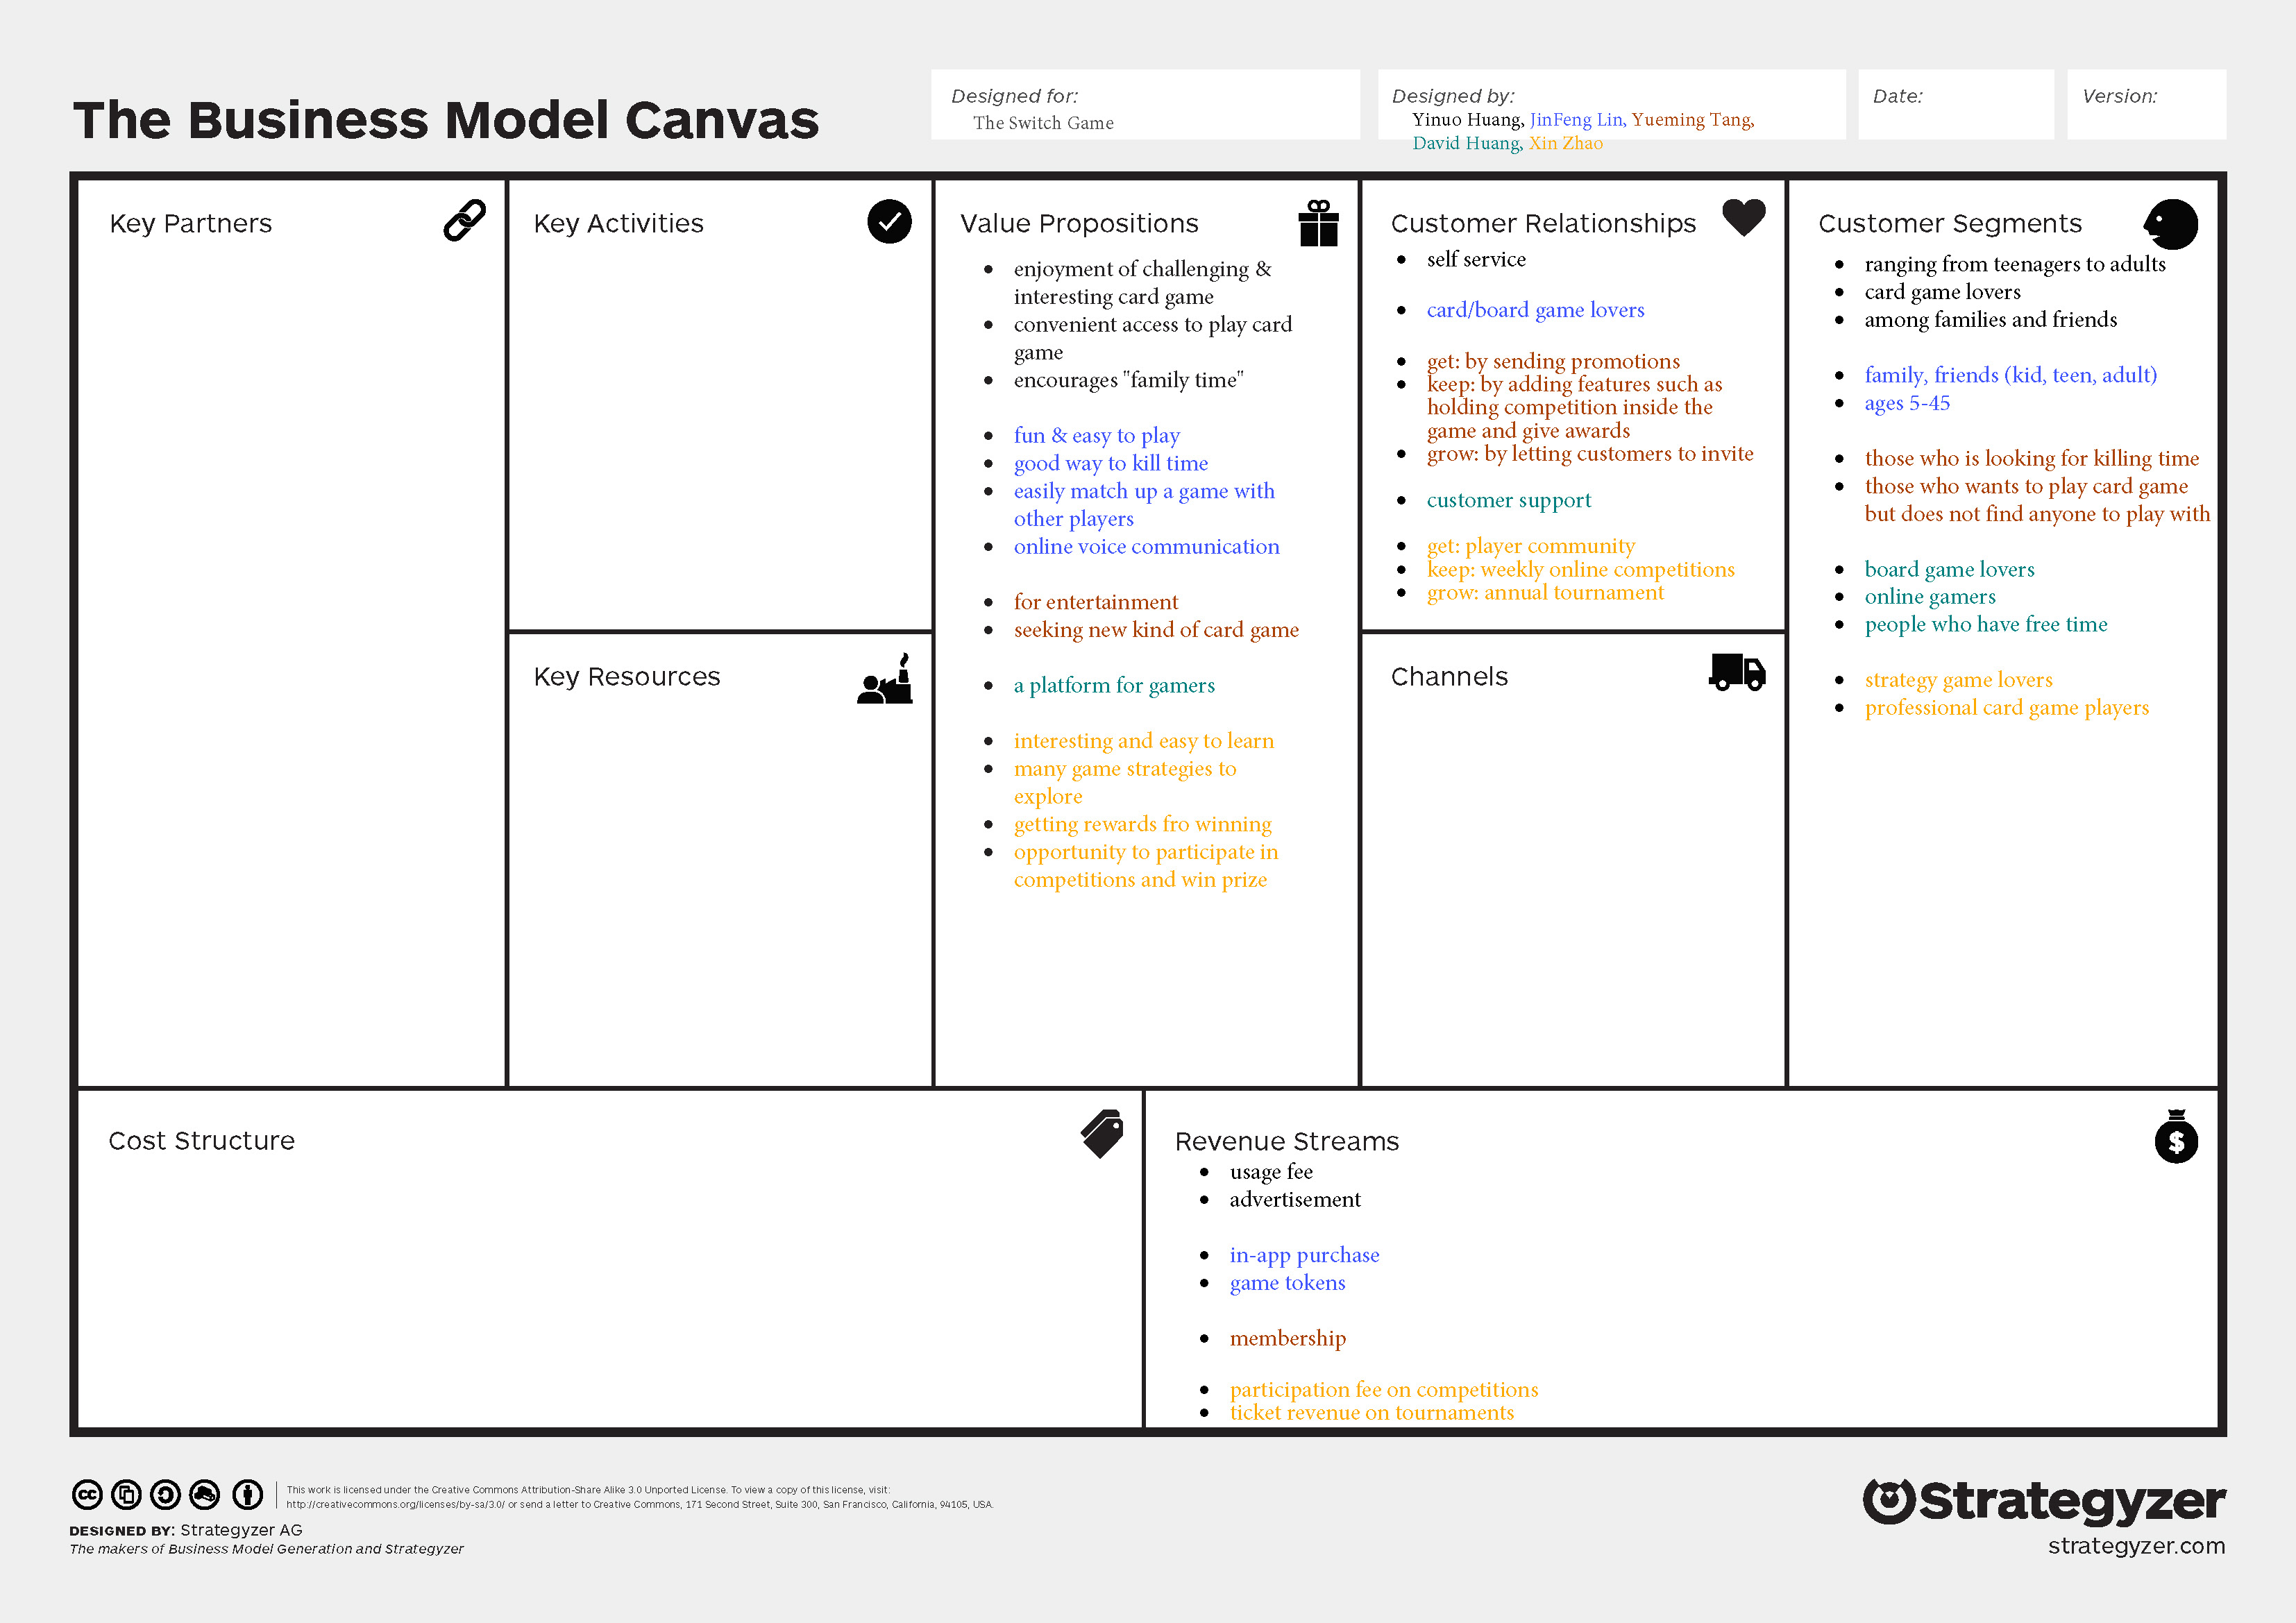 The Business Model Canvas
Designed for:
The Switch Game
Designed by:
Yinuo Huang, JinFeng Lin, Yueming Tang,
David Huang, Xin Zhao
Date:
Version:
Key Partners
Key Activities
Key Resources
Value Propositions
• enjoyment of challenging &
interesting card game
• convenient access to play card
game
• encourages "family time"
• fun & easy to play
• good way to kill time
• easily match up a game with
other players
• online voice communication
• for entertainment
• seeking new kind of card game
• a platform for gamers
• interesting and easy to learn
• many game strategies to
explore
• getting rewards fro winning
• opportunity to participate in
competitions and win prize
Customer Relationships
• self service
• card/board game lovers
• get: by sending promotions
• keep: by adding features such as
holding competition inside the
game and give awards
• grow: by letting customers to invite
• customer support
• get: player community
• keep: weekly online competitions
• grow: annual tournament
Channels
Customer Segments
• ranging from teenagers to adults
• card game lovers
• among families and friends
• family, friends (kid, teen, adult)
• ages 5-45
• those who is looking for killing time
• those who wants to play card game
but does not find anyone to play with
• board game lovers
• online gamers
• people who have free time
• strategy game lovers
• professional card game players
Cost Structure
Revenue Streams
$
• usage fee
• advertisement
• in-app purchase
• game tokens
• membership
• participation fee on competitions
• ticket revenue on tournaments
cc
This work is licensed under the Creative Commons Attribution-Share Alike 3.0 Unported License. To view a copy of this license, visit:
http://creativecommons.org/licenses/by-sa/3.0/ or send a letter to Creative Commons, 171 Second Street, Suite 300, San Francisco, California, 94105, USA.
DESIGNED BY: Strategyzer AG
The makers of Business Model Generation and Strategyzer
Strategyzer
strategyzer.com